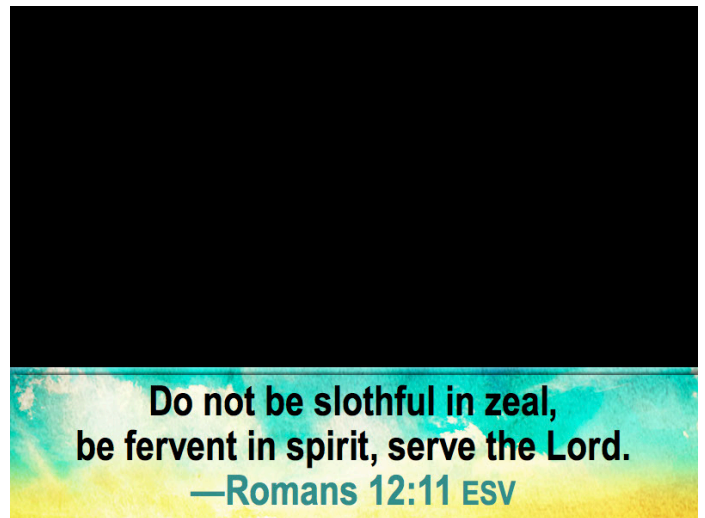 Do not be slothful in zeal,
be fervent in spirit, serve the Lord.
—Romans 12:11 ESV